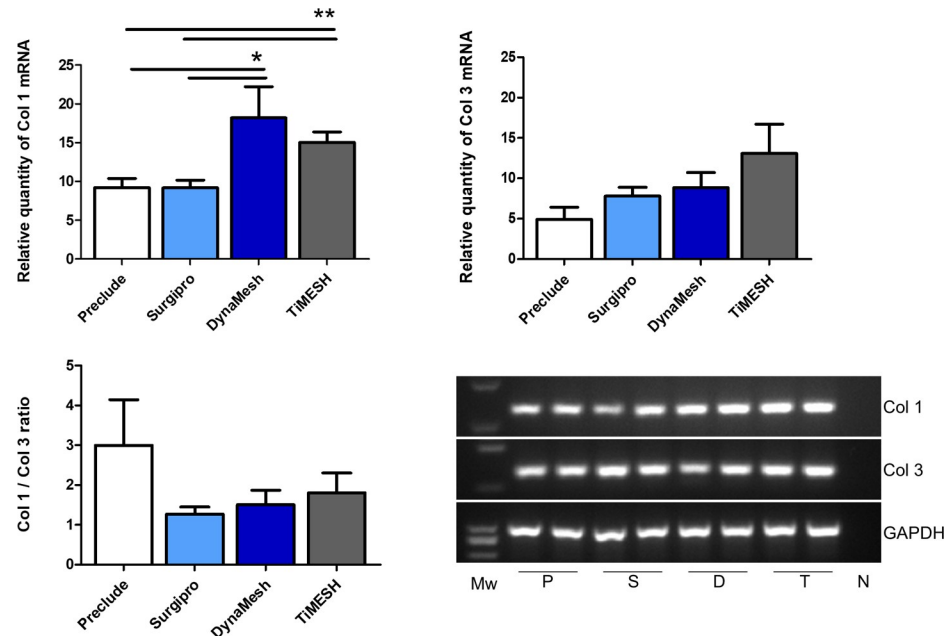 **
*
Relative quantity of Col 1 mRNA
25
20
15
10
5
0
Preclude
Surgipro
DynaMesh
TiMESH
Relative quantity of Col 3 mRNA
25
20
15
10
5
0
Preclude
Surgipro
DynaMesh
TiMESH
Col 1 / Col 3 ratio
5
4
3
2
1
0
Preclude
Surgipro
DynaMesh
TiMESH
Col 1
Col 3
GAPDH
Mw P S D T N